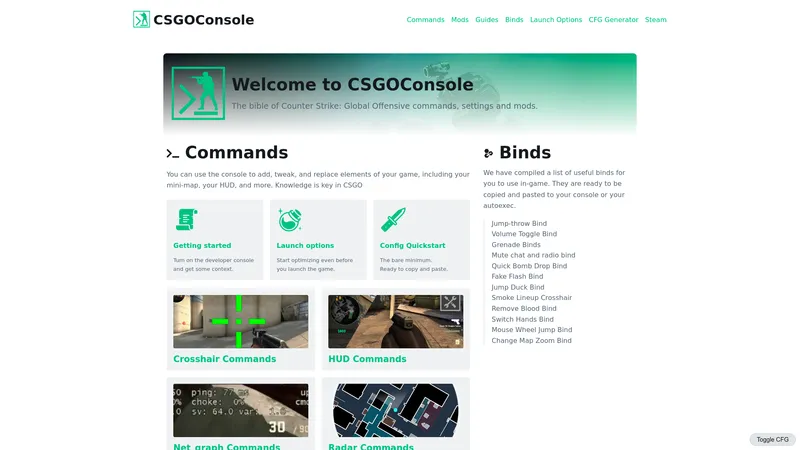 CSGOConsole
Commands Mods Guides Binds Launch Options CFG Generator Steam
Welcome to CSGOConsole
The bible of Counter Strike: Global Offensive commands, settings and mods.
Commands
You can use the console to add, tweak, and replace elements of your game, including your
mini-map, your HUD, and more. Knowledge is key in CSGO
Getting started
Turn on the developer console
and get some context.
Launch options
Start optimizing even before
you launch the game.
Config Quickstart
The bare minimum.
Ready to copy and paste.
Crosshair Commands
HUD Commands
ping: 77
choke:
sv: 64.0 var
30
Net_graph Commands
Radar Commands
Binds
We have compiled a list of useful binds for
you to use in-game. They are ready to be
copied and pasted to your console or your
autoexec.
Jump-throw Bind
Volume Toggle Bind
Grenade Binds
Mute chat and radio bind
Quick Bomb Drop Bind
Fake Flash Bind
Jump Duck Bind
Smoke Lineup Crosshair
Remove Blood Bind
Switch Hands Bind
Mouse Wheel Jump Bind
Change Map Zoom Bind
Toggle CFG